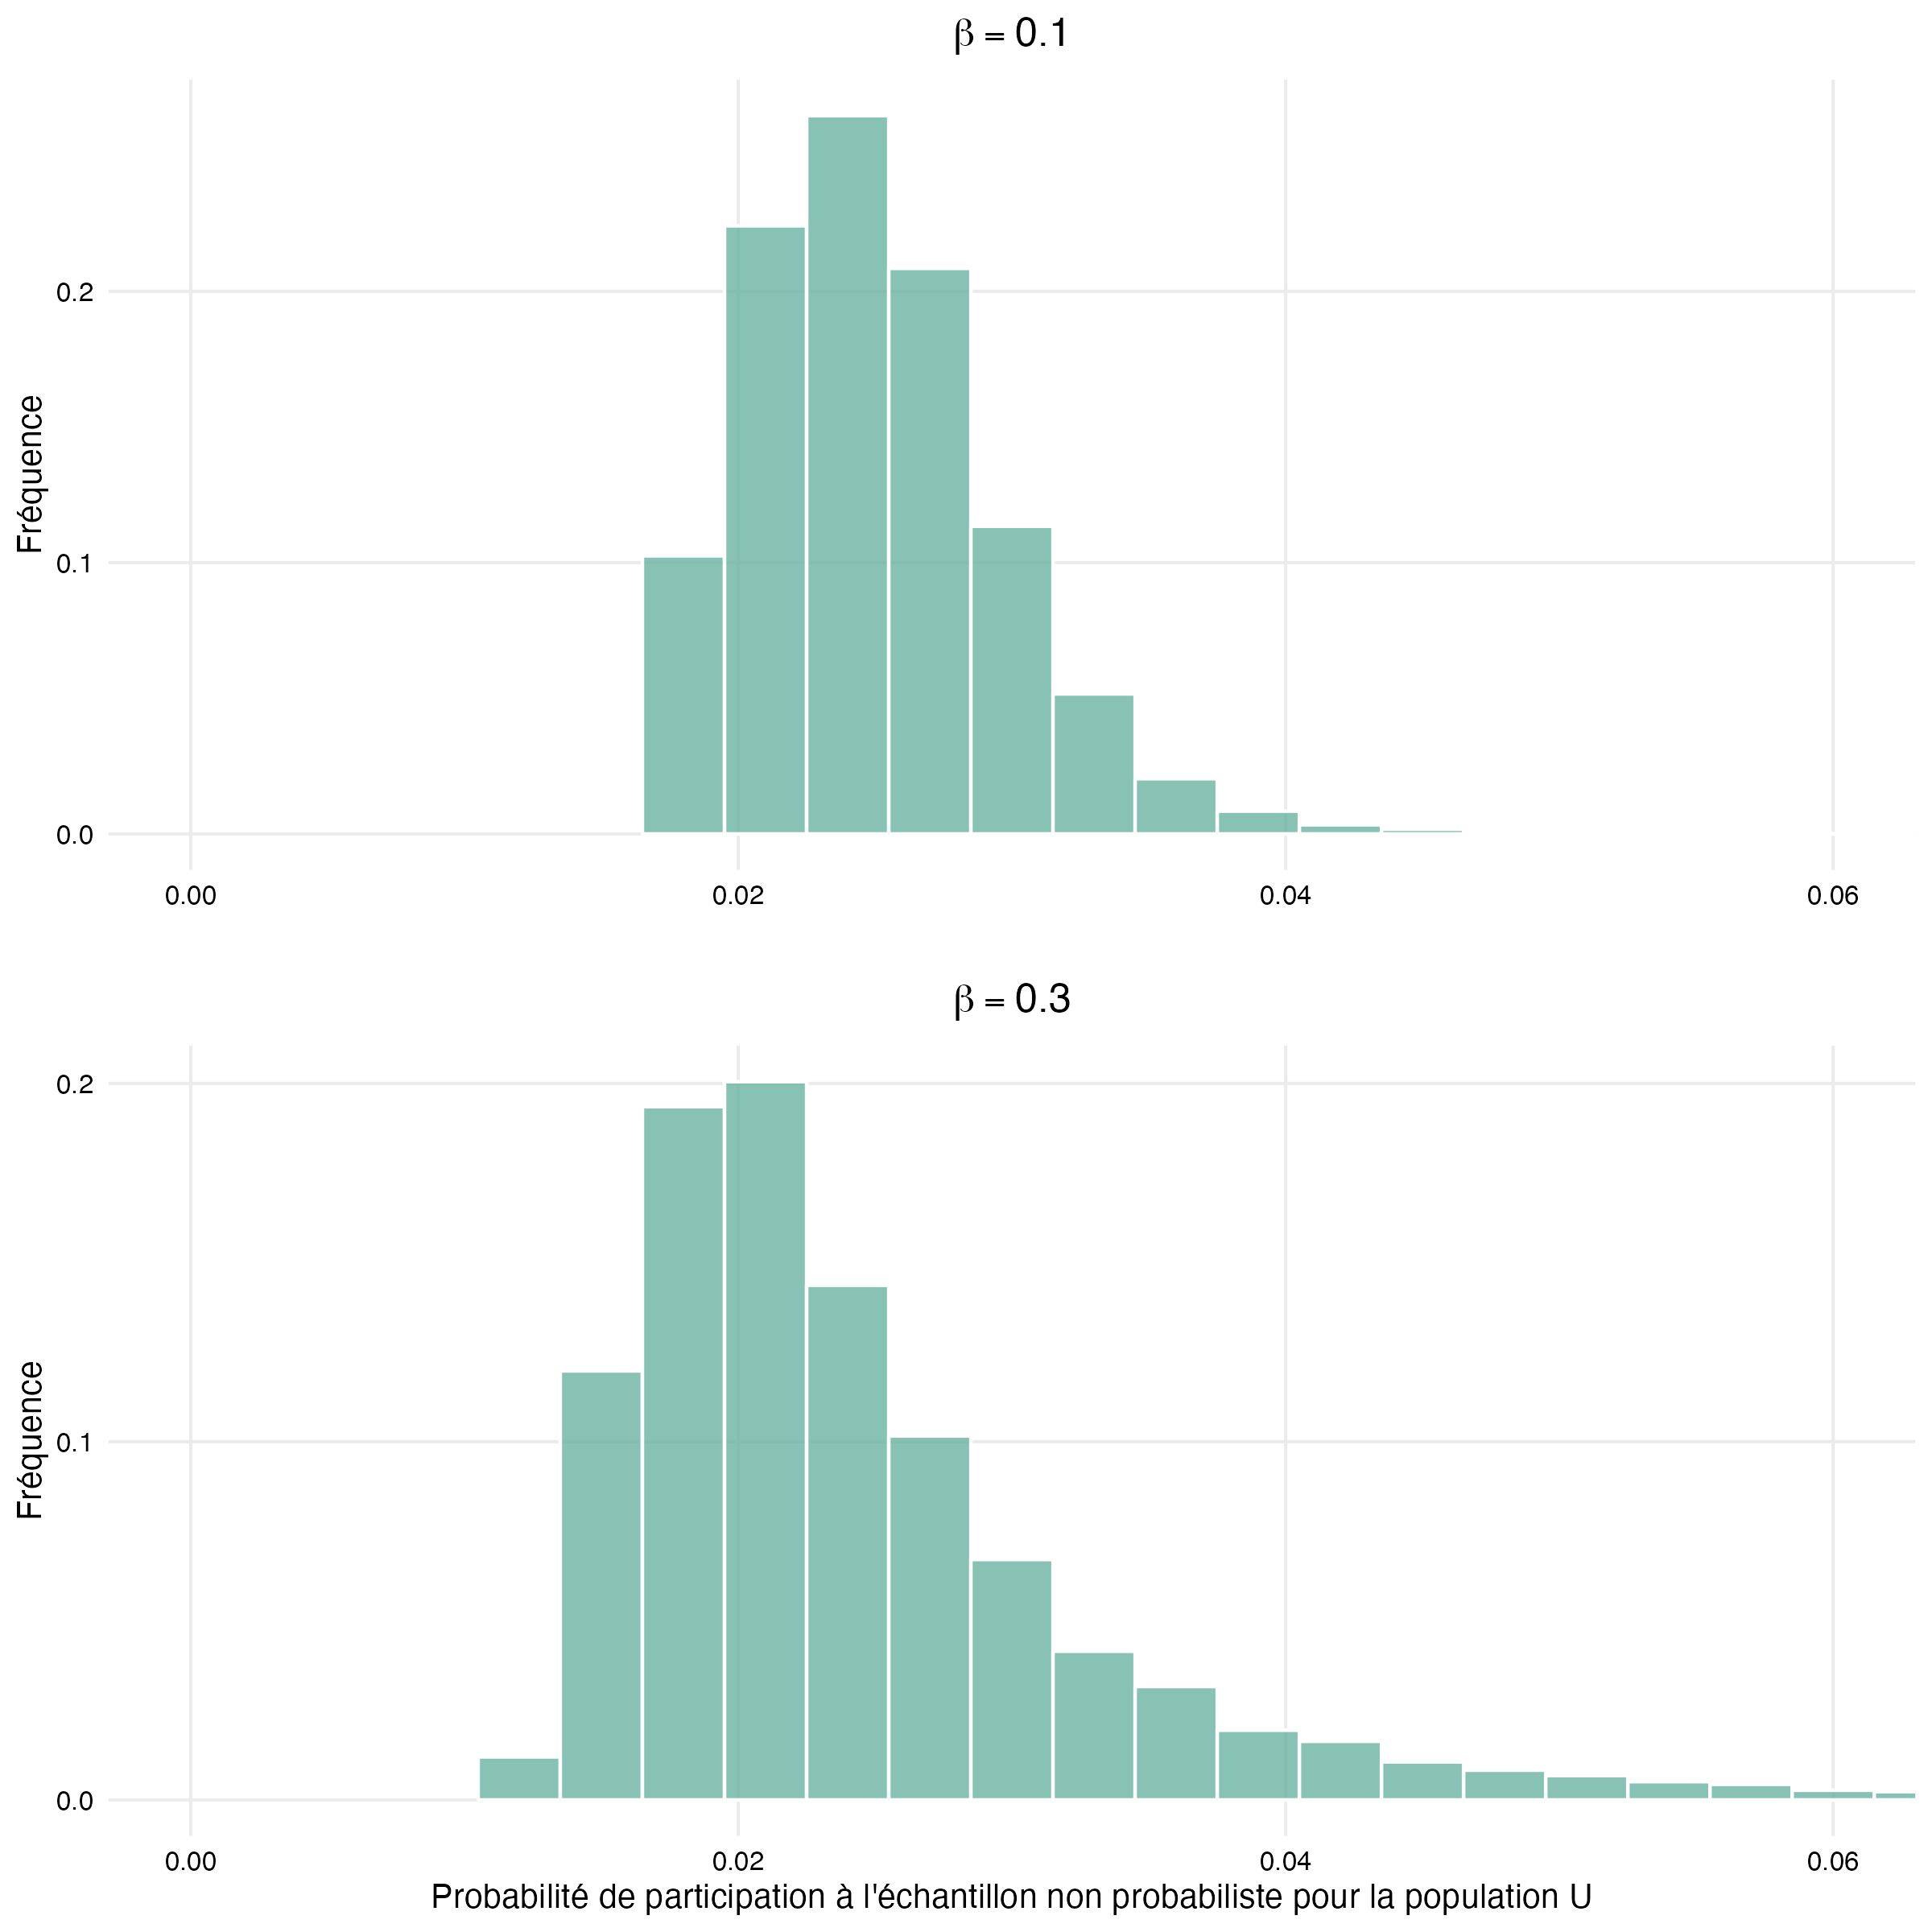 β = 0.1
Fréquence
0.2
0.1
0.0
0.00 0.02 0.04 0.06
β = 0.3
Fréquence
0.2
0.1
0.0
0.00 0.02 0.04 0.06
Probabilité de participation à l'échantillon non probabiliste pour la population U